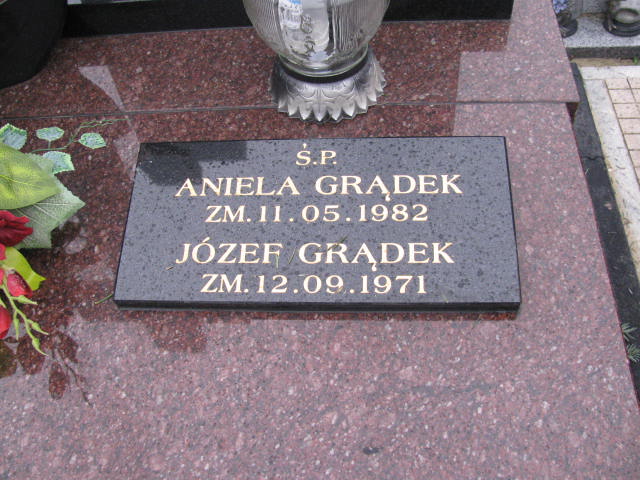 Ś.P.
ANIELA GRĄDEK
ZM. 11.05.1982
JÓZEF GRĄDEK
ZM. 12.09.1971